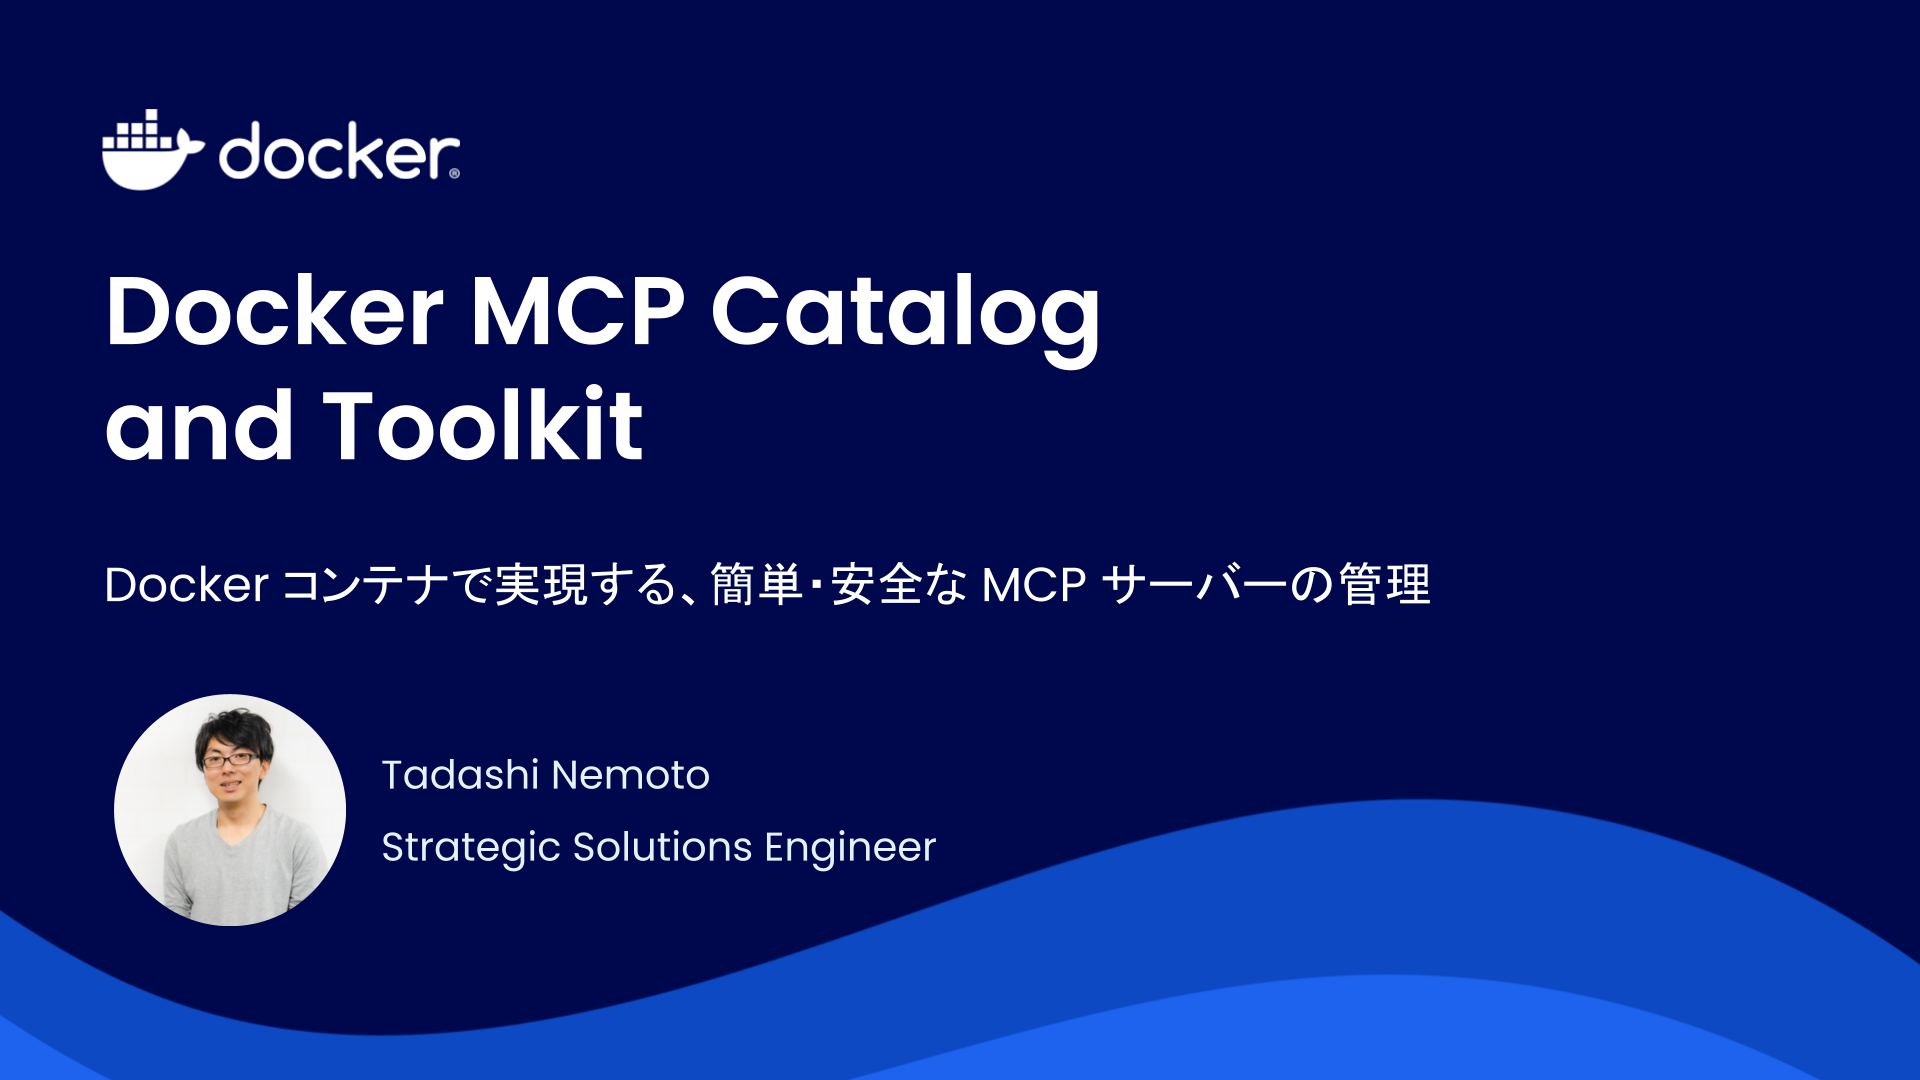 docker®
Docker MCP Catalog
and Toolkit
Docker コンテナで実現する、簡単・安全な MCP サーバーの管理
Tadashi Nemoto
Strategic Solutions Engineer